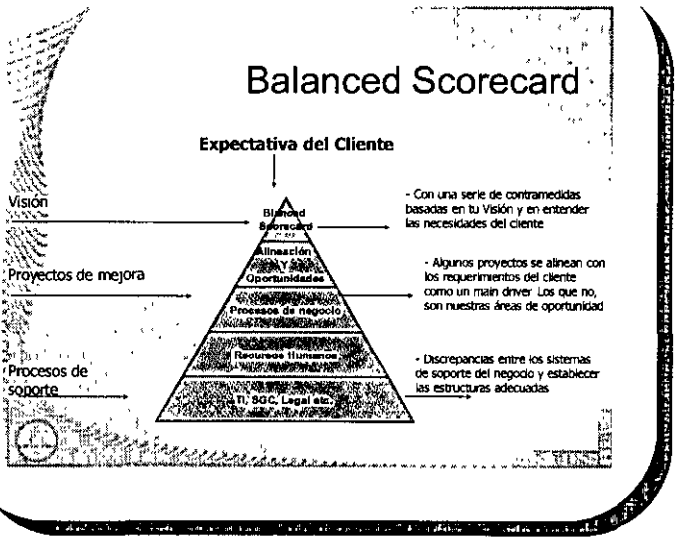 Balanced Scorecard
Expectativa del Cliente
Visión
Blanced
Scorecard
- Con una serie de contramedidas
basadas en tu Visión y en entender
las necesidades del cliente
Alineación
Y
Oportunidades
Proyectos de mejora
Procesos de negocio
- Algunos proyectos se alinean con
los requerimientos del cliente
como un main driver Los que no,
son nuestras áreas de oportunidad
Recursos Humanos
Procesos de
soporte
TI, SGC, Legal etc.
- Discrepancias entre los sistemas
de soporte del negocio y establecer
las estructuras adecuadas